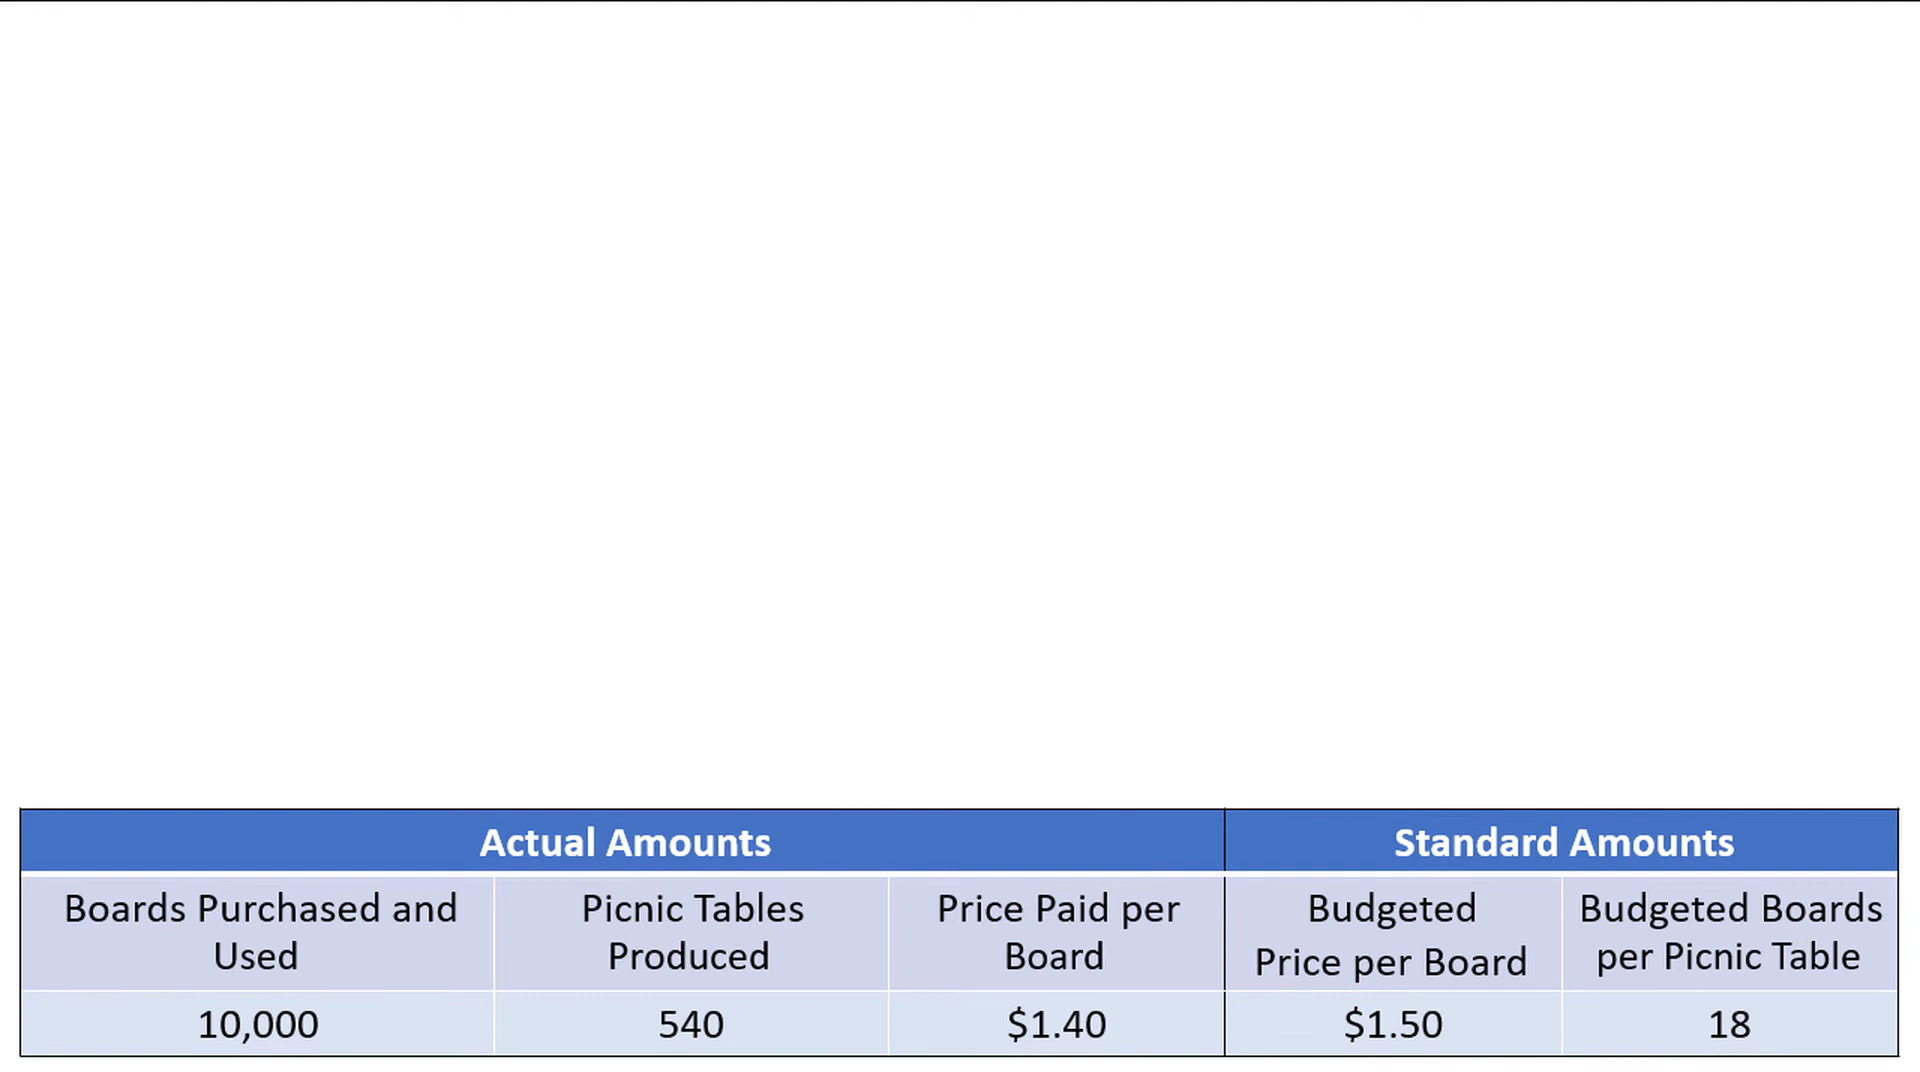 Actual Amounts
Standard Amounts
Boards Purchased and
Used
Picnic Tables
Produced
Price Paid per
Board
Budgeted
Price per Board
Budgeted Boards
per Picnic Table
10,000
540
$1.40
$1.50
18